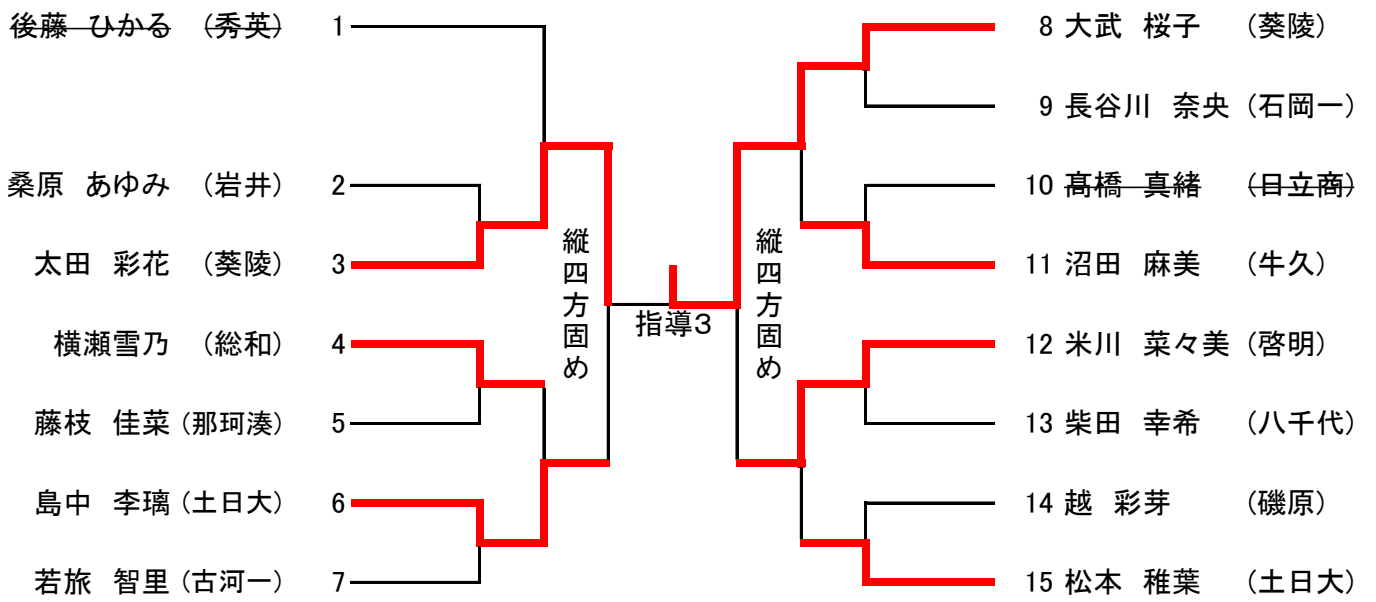 後藤 ひかる (秀英) 1
桑原 あゆみ (岩井) 2
太田 彩花 (葵陵) 3
横瀬雪乃 (総和) 4
藤枝 佳菜 (那珂湊) 5
島中 李璃 (土日大) 6
若旅 智里 (古河一) 7
縦四方固め
指導3
縦四方固め
8 大武 桜子 (葵陵)
9 長谷川 奈央 (石岡一)
10 髙橋 真緒 (日立商)
11 沼田 麻美 (牛久)
12 米川 菜々美 (啓明)
13 柴田 幸希 (八千代)
14 越 彩芽 (磯原)
15 松本 稚葉 (土日大)